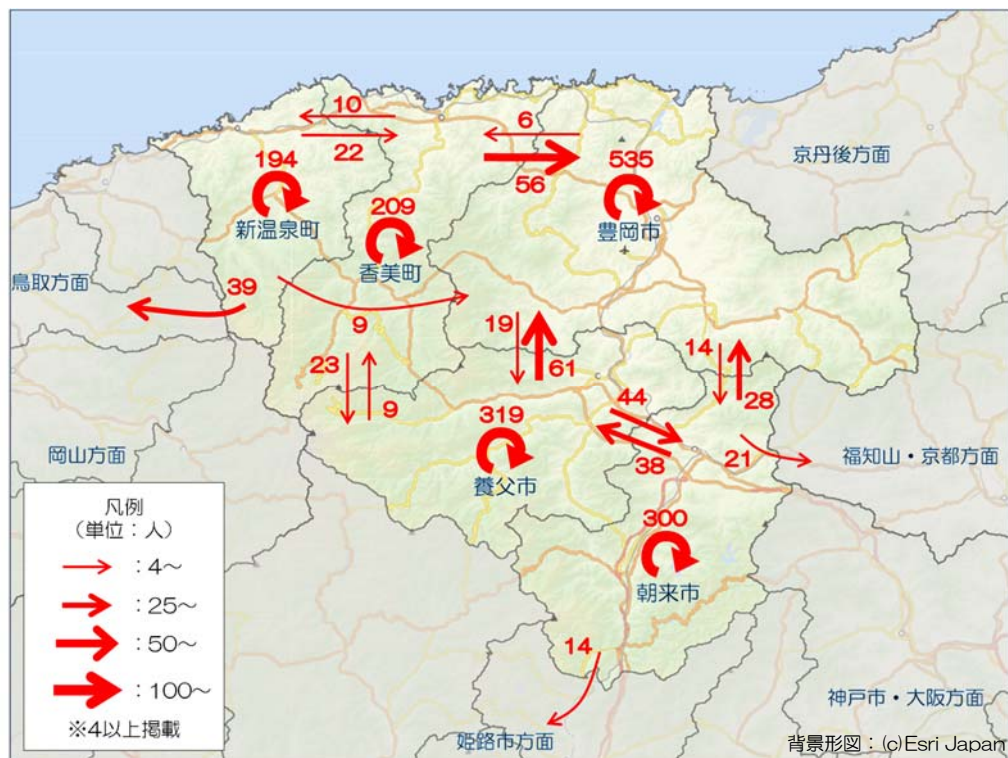 10
22
6
56
194
新温泉町
209
香美町
535
豊岡市
京丹後方面
鳥取方面
39
9
23
9
19
61
14
28
44
38
21
福知山・京都方面
岡山方面
319
養父市
300
朝来市
14
姫路市方面
神戸市・大阪方面
凡例
（単位：人）
：4～
：25～
：50～
：100～
※4以上掲載
背景形図：(c)Esri Japan